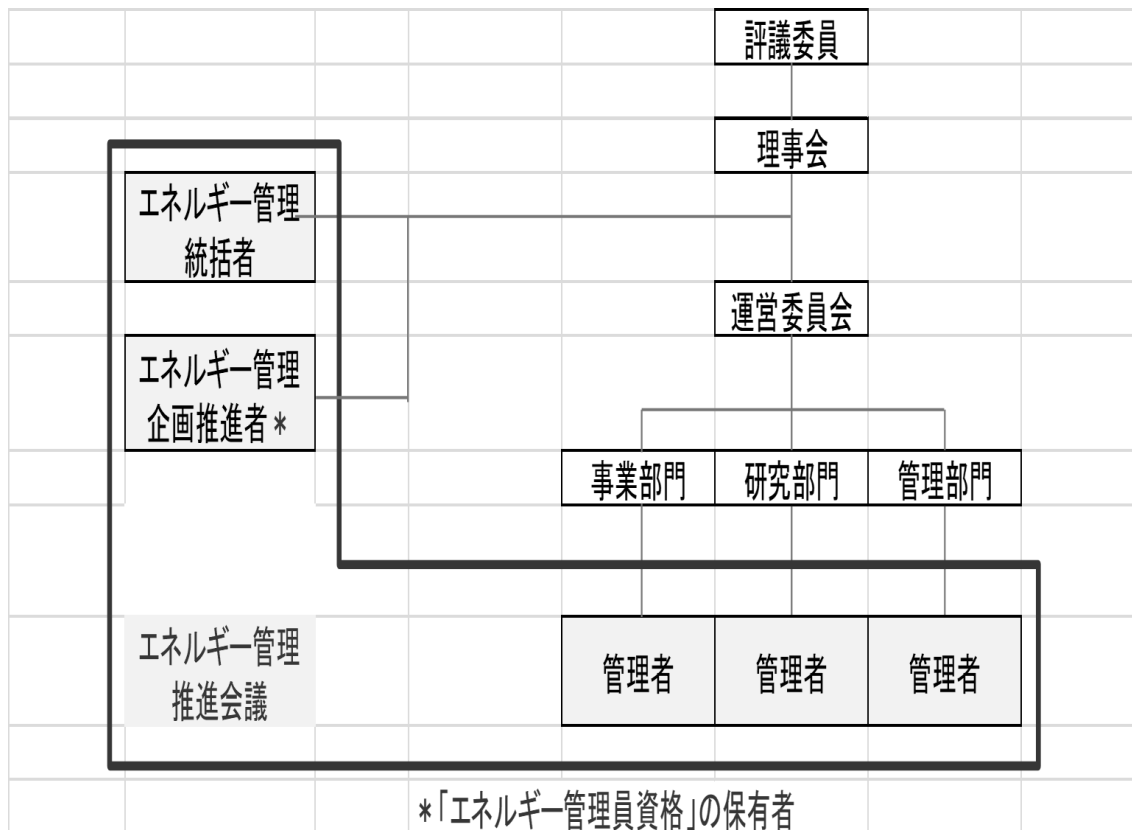 評議委員
理事会
エネルギー管理
統括者
運営委員会
エネルギー管理
企画推進者*
事業部門
研究部門
管理部門
エネルギー管理
推進会議
管理者
管理者
管理者
*「エネルギー管理員資格」の保有者